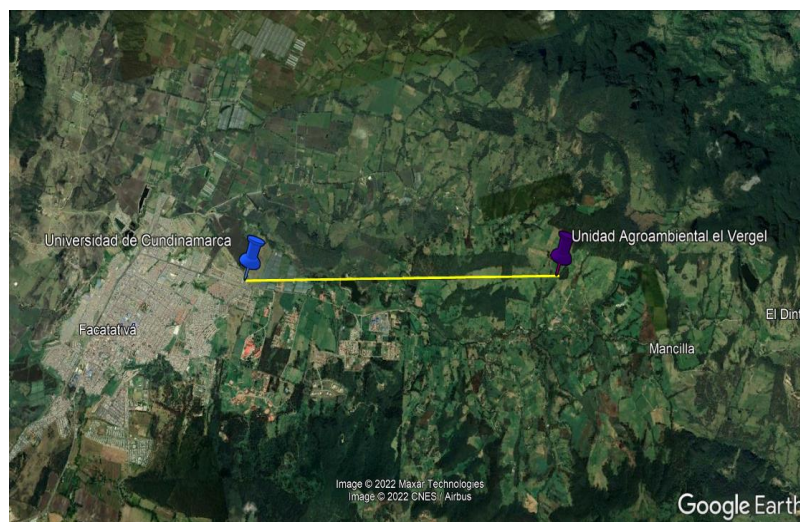 Universidad de Cundinamarca
Unidad Agroambiental el Vergel
El Dint
Facatativá
Mancilla
Image © 2022 Maxar Technologies
Image © 2022 CNES / Airbus
Google Earth